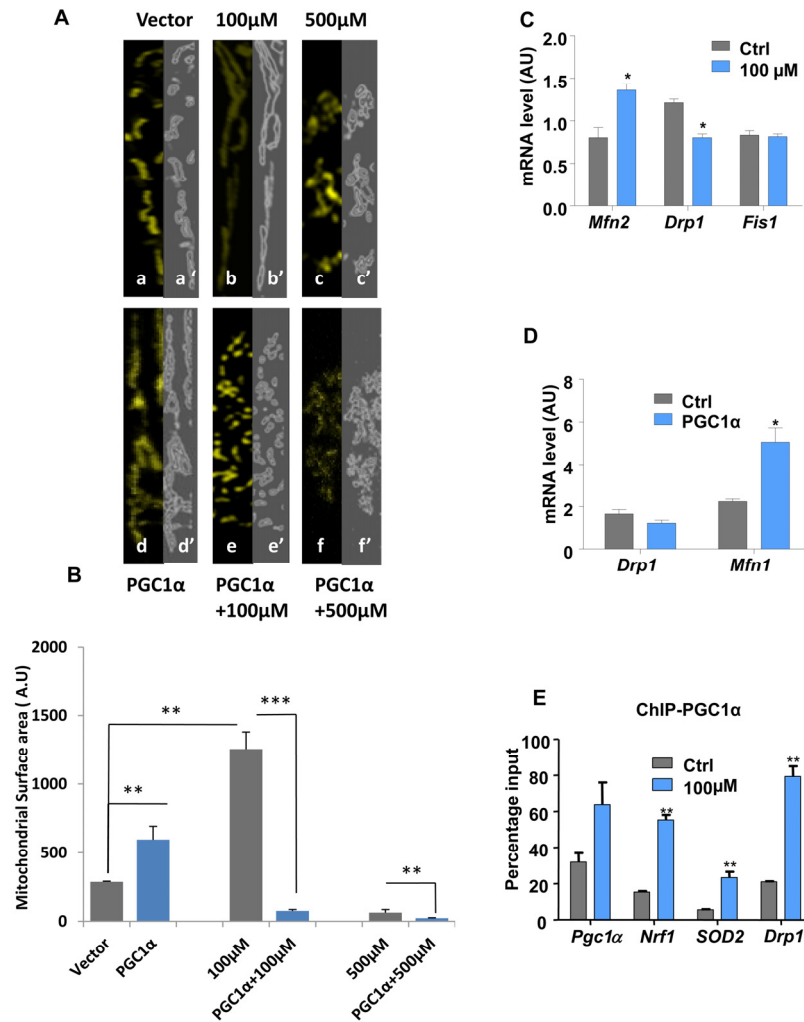 A
Vector 100μM 500μM
a a‘ b b’ c c’
d d’ e e’ f f’
PGC1α PGC1α +100μM PGC1α +500μM
B
Mitochondrial Surface area ( A.U)
2000
1500
1000
500
0
** ** *** **
Vector PGC1α 100μM PGC1α+100μM 500μM PGC1α+500μM
C
mRNA level (AU)
2.0
1.5
1.0
0.5
0.0
Ctrl
100 μM
* *
Mfn2 Drp1 Fis1
D
mRNA level (AU)
8
6
4
2
0
Ctrl
PGC1α
*
Drp1 Mfn1
E
ChIP-PGC1α
Percentage input
100
80
60
40
20
0
Ctrl
100μM
** ** **
Pgc1α Nrf1 SOD2 Drp1